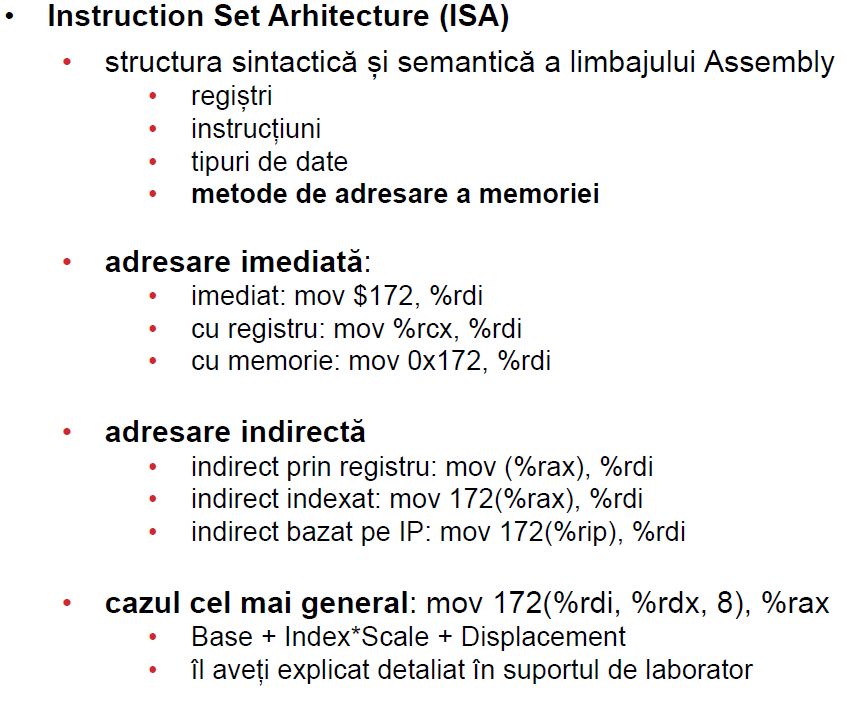 • Instruction Set Arhitecture (ISA)
• structura sintactică și semantică a limbajului Assembly
• regiștri
• instrucțiuni
• tipuri de date
• metode de adresare a memoriei
• adresare imediată:
• imediat: mov $172, %rdi
• cu registru: mov %rcx, %rdi
• cu memorie: mov 0x172, %rdi
• adresare indirectă
• indirect prin registru: mov (%rax), %rdi
• indirect indexat: mov 172(%rax), %rdi
• indirect bazat pe IP: mov 172(%rip), %rdi
• cazul cel mai general: mov 172(%rdi, %rdx, 8), %rax
• Base + Index*Scale + Displacement
• îl aveți explicat detaliat în suportul de laborator